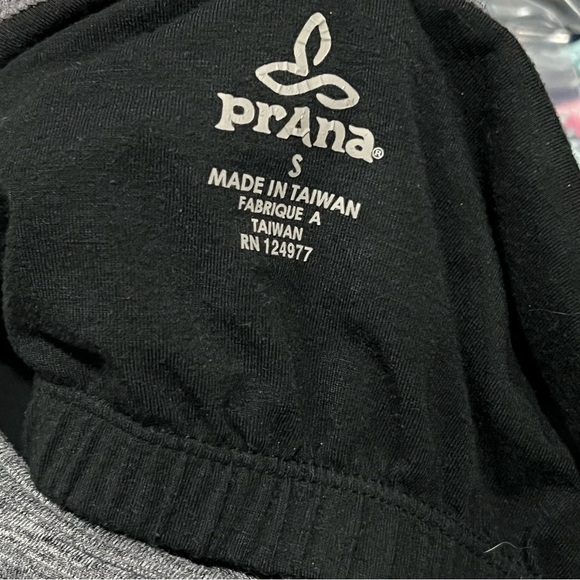 prAna®
S
MADE IN TAIWAN
FABRIQUE A
TAIWAN
RN 124977